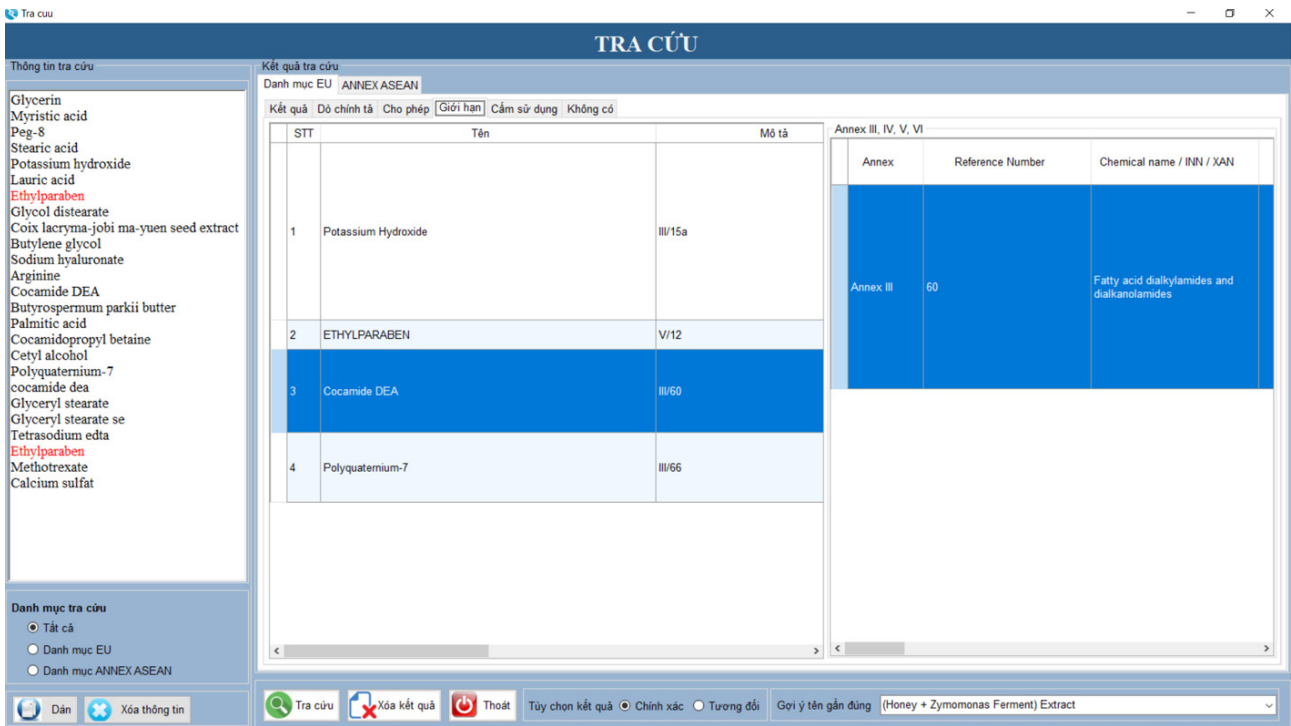 Tra cuu
TRA CỨU
Thông tin tra cứu
Glycerin
Myristic acid
Peg-8
Stearic acid
Potassium hydroxide
Lauric acid
Ethylparaben
Glycol distearate
Coix lacryma-jobi ma-yuen seed extract
Butylene glycol
Sodium hyaluronate
Arginine
Cocamide DEA
Butyrospermum parkii butter
Palmitic acid
Cocamidopropyl betaine
Cetyl alcohol
Polyquaternium-7
cocamide dea
Glyceryl stearate
Glyceryl stearate se
Tetrasodium edta
Ethylparaben
Methotrexate
Calcium sulfat
Danh mục tra cứu
Tất cả
Danh mục EU
Danh mục ANNEX ASEAN
Dán Xóa thông tin
Kết quả tra cứu
Danh mục EU ANNEX ASEAN
Kết quả Dò chính tả Cho phép Giới hạn Cấm sử dụng Không có
STT Tên Mô tả
1 Potassium Hydroxide III/15a
2 ETHYLPARABEN V/12
3 Cocamide DEA III/60
4 Polyquaternium-7 III/66
Annex III, IV, V, VI
Annex Reference Number Chemical name / INN / XAN
Annex III 60 Fatty acid dialkylamides and
dialkanolamides
Tra cứu Xóa kết quả Thoát Tùy chọn kết quả Chính xác Tương đối Gợi ý tên gần đúng (Honey + Zymomonas Ferment) Extract